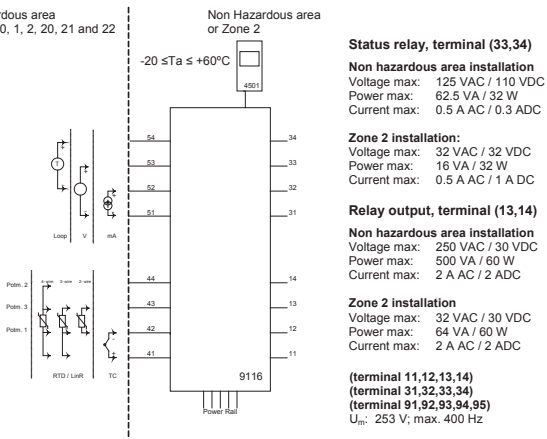 rdous area
0, 1, 2, 20, 21 and 22
Non Hazardous area
or Zone 2
-20 ≤Ta ≤ +60ºC
4501
54
53
52
51
44
43
42
41
34
33
32
31
14
13
12
11
9116
Power Rail
T
+
-
Loop
V
mA
Potm. 2
Potm. 3
Potm. 1
4-wire
3-wire
2-wire
RTD / LinR
TC
Status relay, terminal (33,34)
Non hazardous area installation
Voltage max: 125 VAC / 110 VDC
Power max: 62.5 VA / 32 W
Current max: 0.5 A AC / 0.3 ADC
Zone 2 installation:
Voltage max: 32 VAC / 32 VDC
Power max: 16 VA / 32 W
Current max: 0.5 A AC / 1 A DC
Relay output, terminal (13,14)
Non hazardous area installation
Voltage max: 250 VAC / 30 VDC
Power max: 500 VA / 60 W
Current max: 2 A AC / 2 ADC
Zone 2 installation
Voltage max: 32 VAC / 30 VDC
Power max: 64 VA / 60 W
Current max: 2 A AC / 2 ADC
(terminal 11,12,13,14)
(terminal 31,32,33,34)
(terminal 91,92,93,94,95)
Um: 253 V; max. 400 Hz